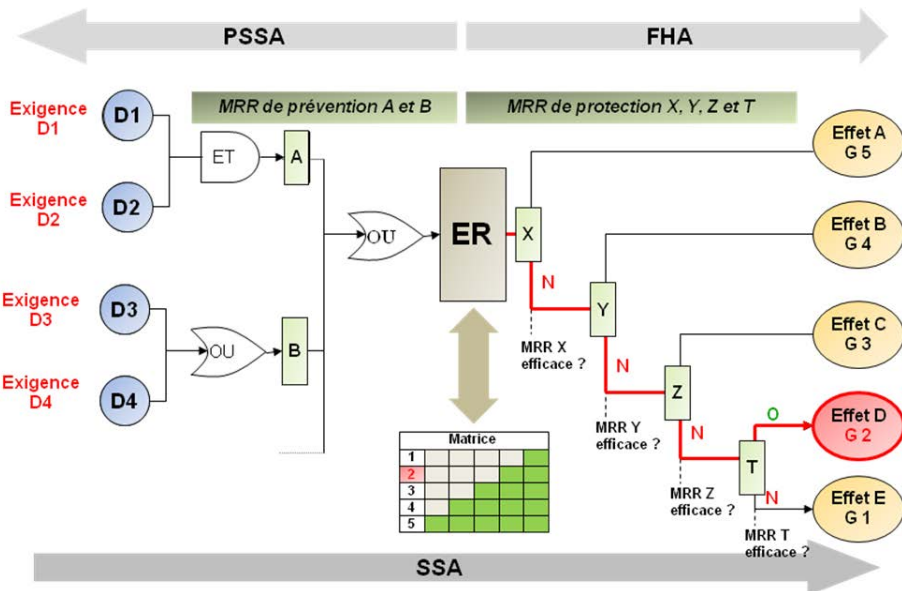 PSSA
FHA
MRR de prévention A et B
MRR de protection X, Y, Z et T
Exigence
D1
D1
Exigence
D2
D2
ET
A
Exigence
D3
D3
Exigence
D4
D4
OU
B
OU
ER
X
N
MRR X
efficace ?
Y
N
MRR Y
efficace ?
Z
N
MRR Z
efficace ?
T
O
N
MRR T
efficace ?
Effet A
G 5
Effet B
G 4
Effet C
G 3
Effet D
G 2
Effet E
G 1
Matrice
1
2
3
4
5
SSA